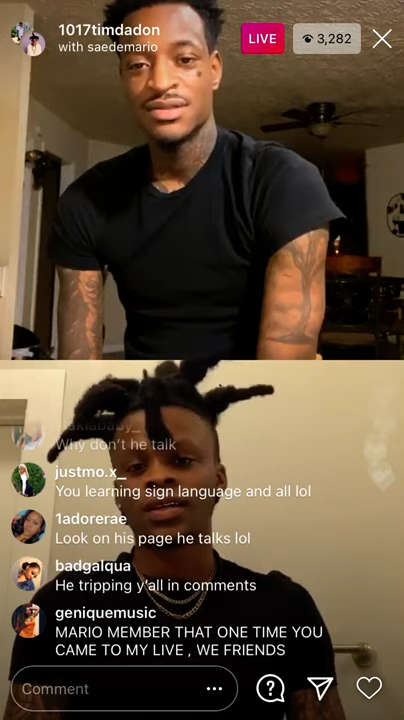 1017timdadon
with saedemario
LIVE
3,282
Why don't he talk
justmo.x_
You learning sign language and all lol
1adorerae
Look on his page he talks lol
badgalqua
He tripping y'all in comments
geniquemusic
MARIO MEMBER THAT ONE TIME YOU
CAME TO MY LIVE , WE FRIENDS
Comment